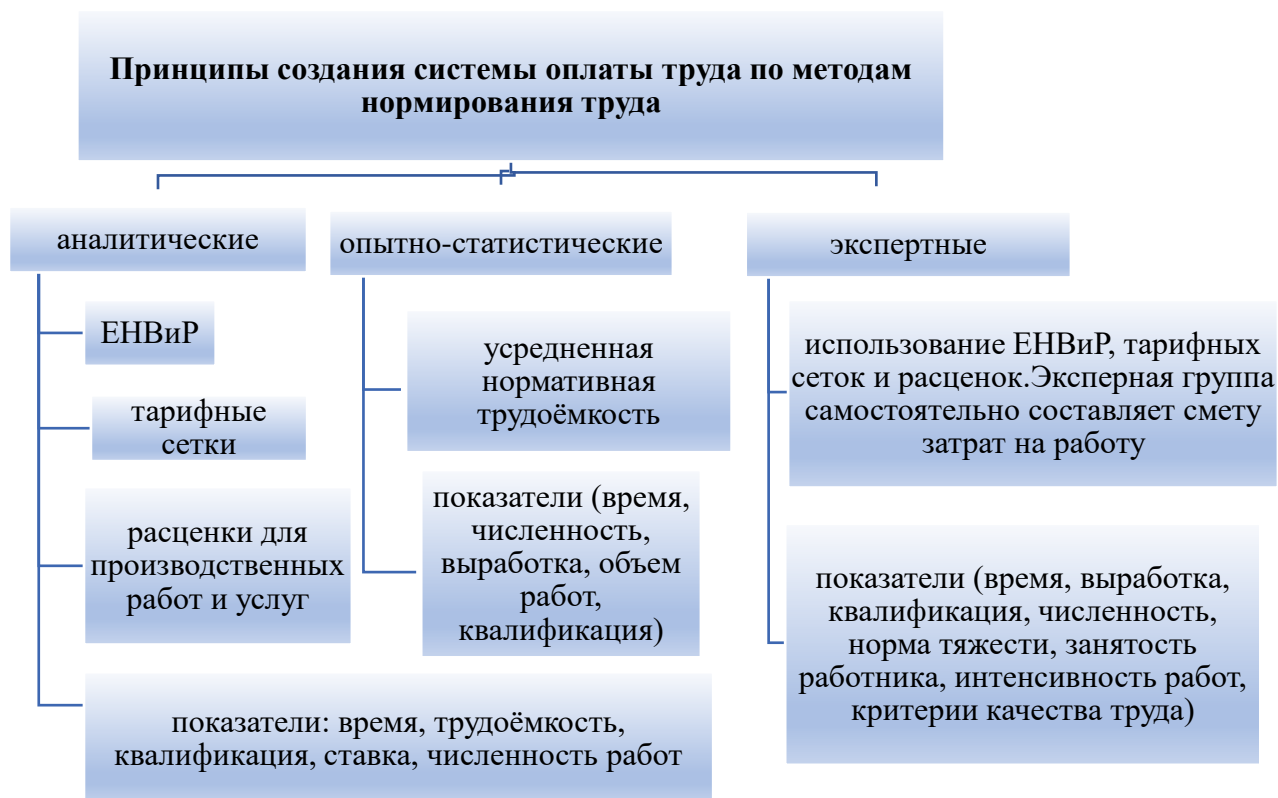 Принципы создания системы оплаты труда по методам
нормирования труда
аналитические
ЕНВиР
тарифные
сетки
расценки для
производственных
работ и услуг
показатели: время, трудоёмкость,
квалификация, ставка, численность работ
опытно-статистические
усредненная
нормативная
трудоёмкость
показатели (время,
численность,
выработка, объем
работ,
квалификация)
экспертные
использование ЕНВиР, тарифных
сеток и расценок.Эксперная группа
самостоятельно составляет смету
затрат на работу
показатели (время, выработка,
квалификация, численность,
норма тяжести, занятость
работника, интенсивность работ,
критерии качества труда)